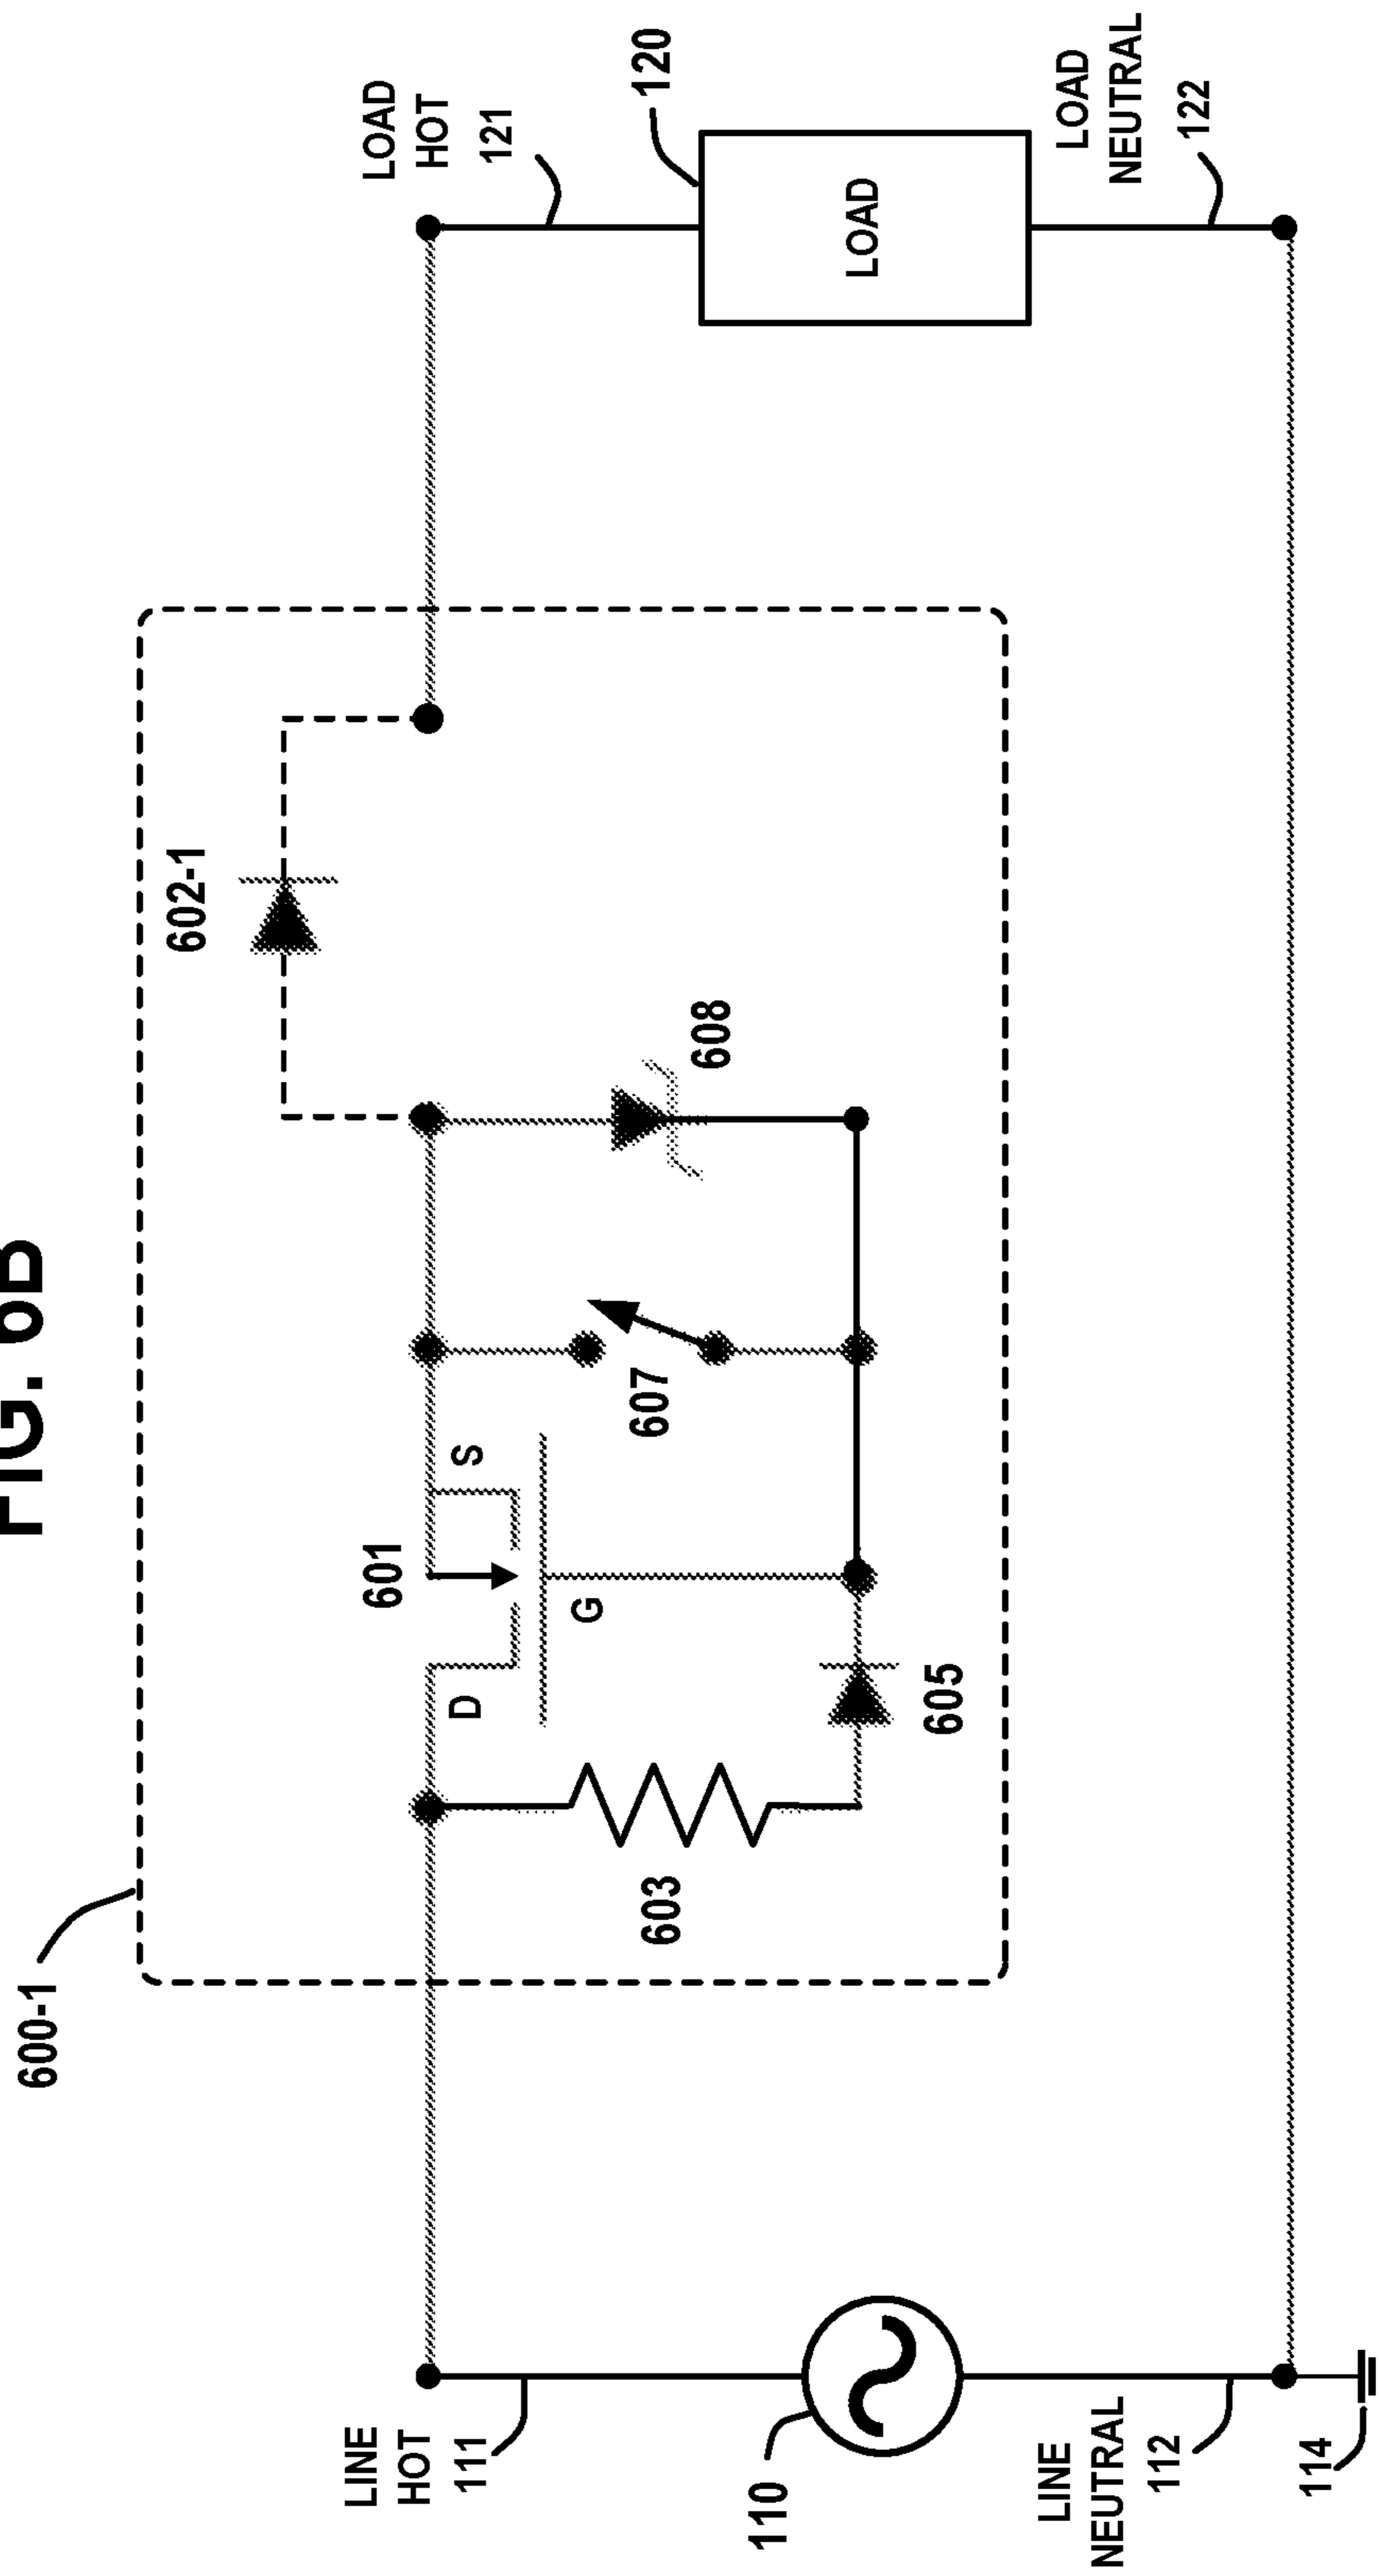 FIG. 6B
600-1
602-1
601
D
S
G
603
605
607
608
LINE
HOT
111
110
LINE
NEUTRAL
112
114
LOAD
HOT
121
120
LOAD
LOAD
NEUTRAL
122